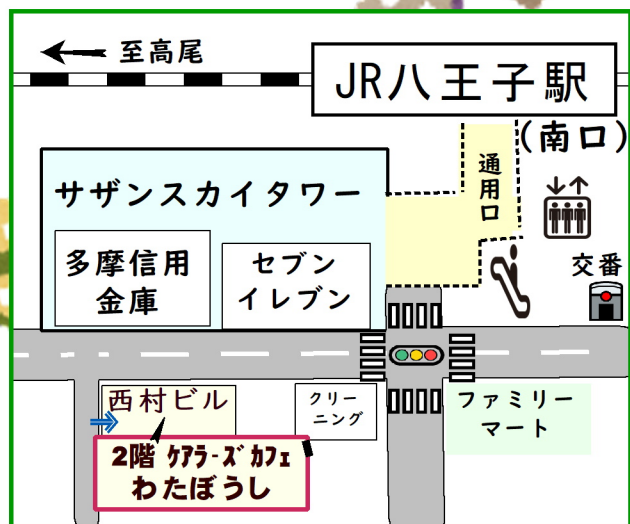 至高尾
JR八王子駅
(南口)
通用口
サザンスカイタワー
多摩信用
金庫
セブン
イレブン
交番
西村ビル
クリー
ニング
ファミリー
マート
2階 ケアラ-ズ カフェ
わたぼうし